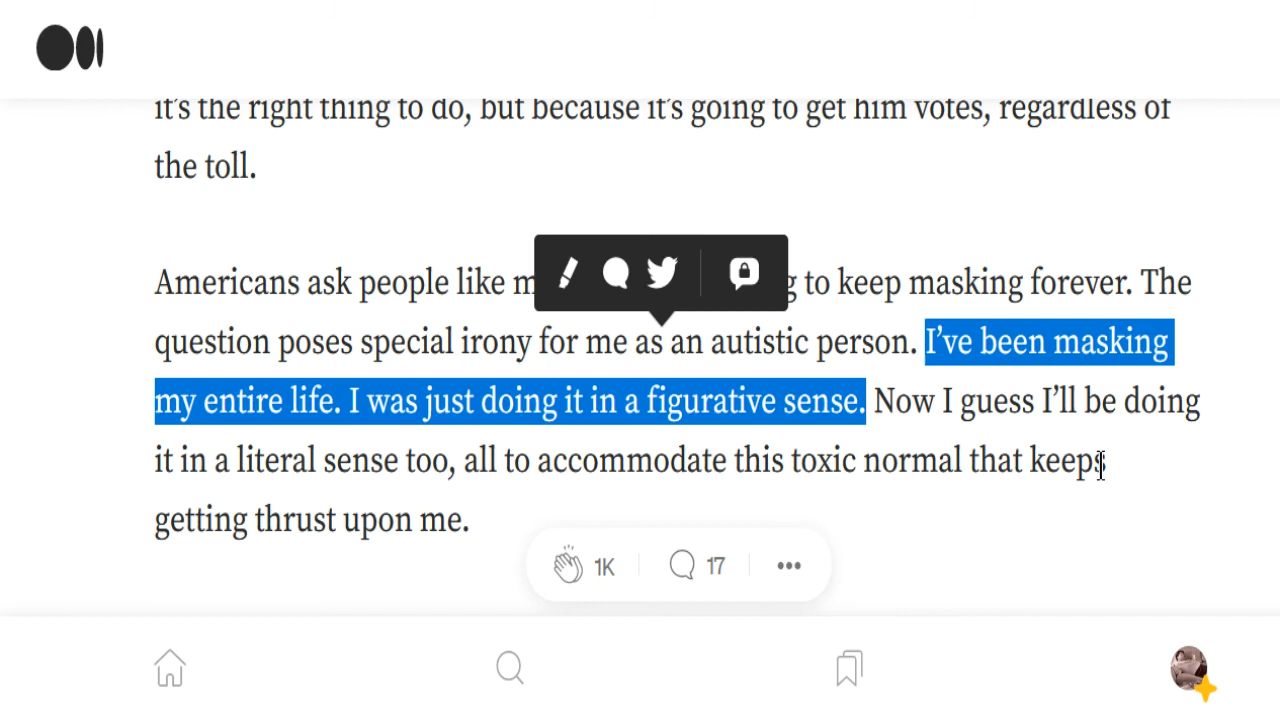 it’s the right thing to do, but because it’s going to get him votes, regardless of
the toll.
Americans ask people like to keep masking forever. The
question poses special irony for me as an autistic person. I’ve been masking
my entire life. I was just doing it in a figurative sense. Now I guess I’ll be doing
it in a literal sense too, all to accommodate this toxic normal that keeps
getting thrust upon me.
1K 17